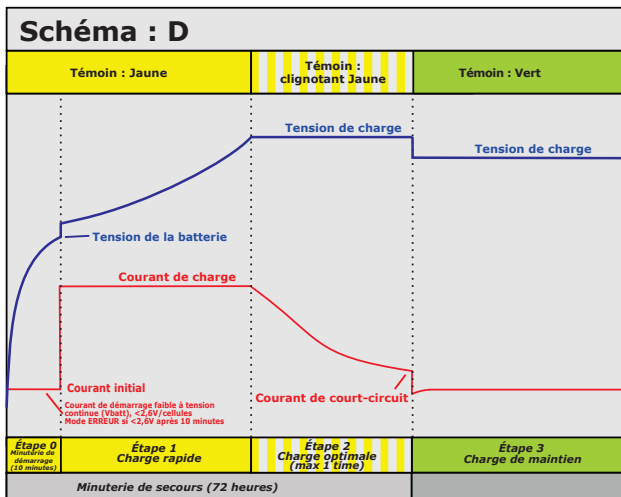 Schéma : D
Témoin : Jaune
Témoin :
clignotant Jaune
Témoin : Vert
Tension de charge
Tension de charge
Tension de la batterie
Courant de charge
Courant initial
Courant de démarrage faible à tension
continue (Vbatt), <2,6V/cellules
Mode ERREUR si <2,6V après 10 minutes
Courant de court-circuit
Étape 0
Minuterie de
démarrage
(10 minutes)
Étape 1
Charge rapide
Étape 2
Charge optimale
(max 1 time)
Étape 3
Charge de maintien
Minuterie de secours (72 heures)